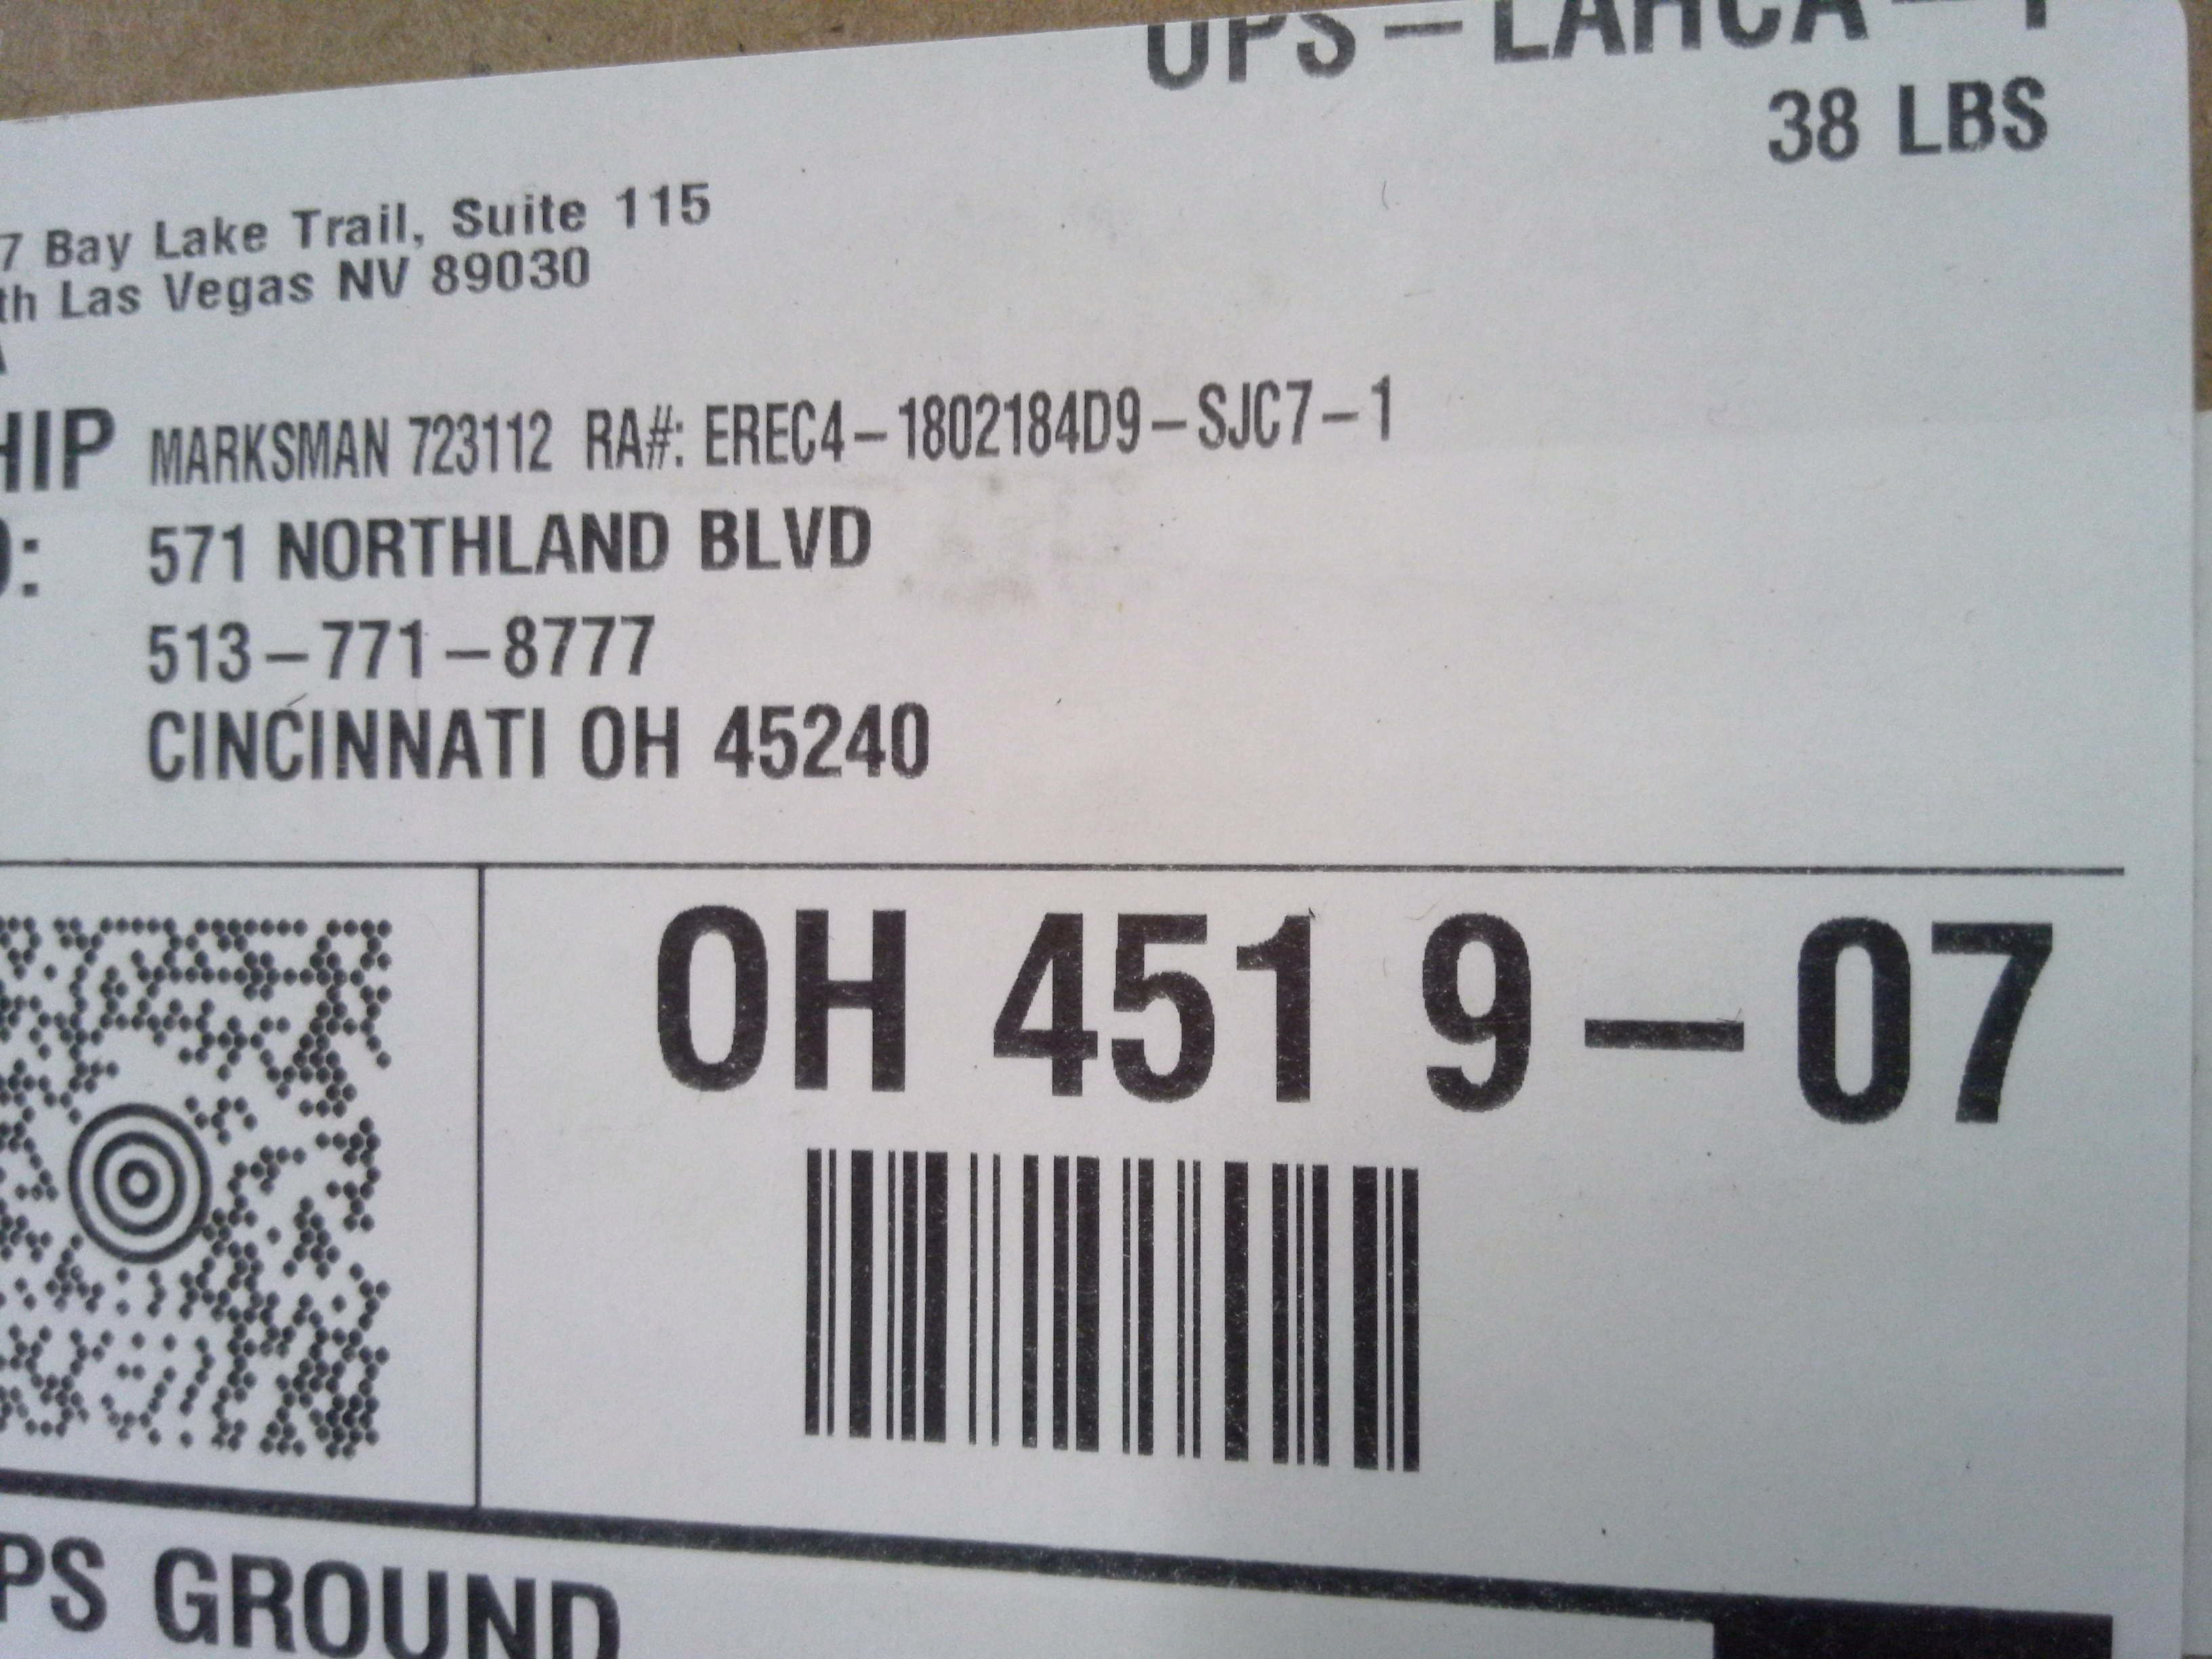 38 LBS
7 Bay Lake Trail, Suite 115
th Las Vegas NV 89030
HIP MARKSMAN 723112 RA#: EREC4-1802184D9-SJC7-1
: 571 NORTHLAND BLVD
513-771-8777
CINCINNATI OH 45240
OH 451 9-07
PS GROUND